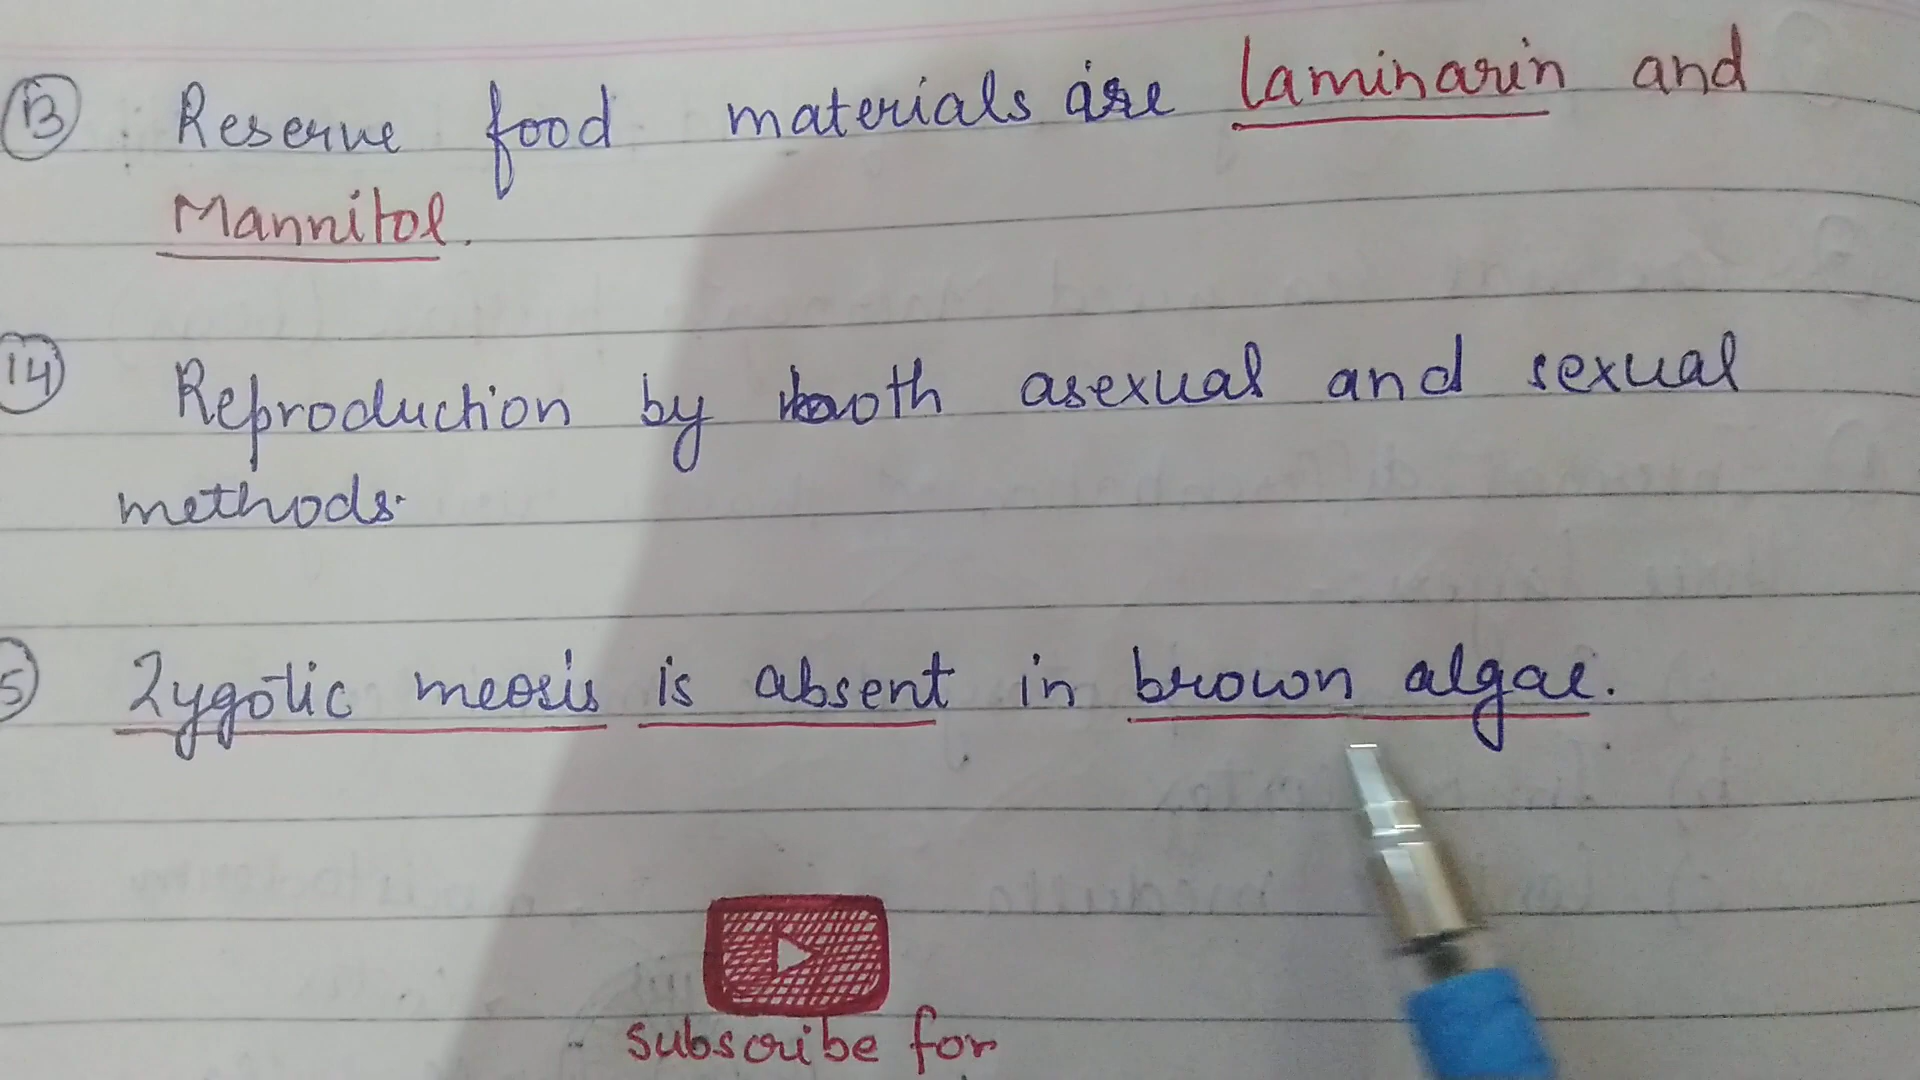 13 Reserve food materials are laminarin and
Mannitol.
14 Reproduction by both asexual and sexual
methods.
5 Zygotic meosis is absent in brown algae.
subscribe for